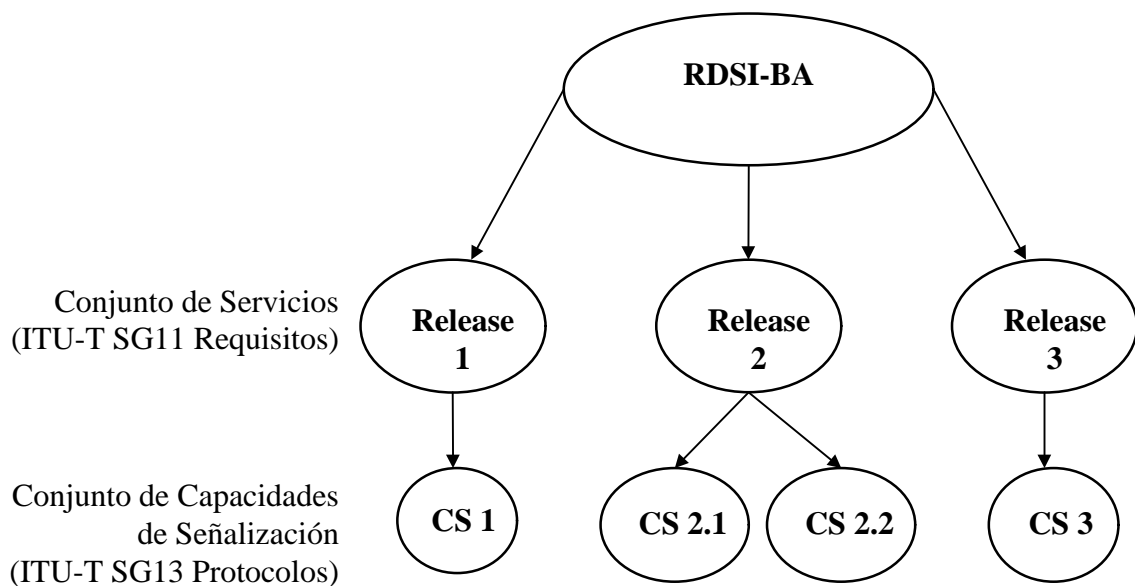 RDSI-BA
Conjunto de Servicios
(ITU-T SG11 Requisitos)
Release
1
Release
2
Release
3
Conjunto de Capacidades
de Señalización
(ITU-T SG13 Protocolos)
CS 1
CS 2.1
CS 2.2
CS 3